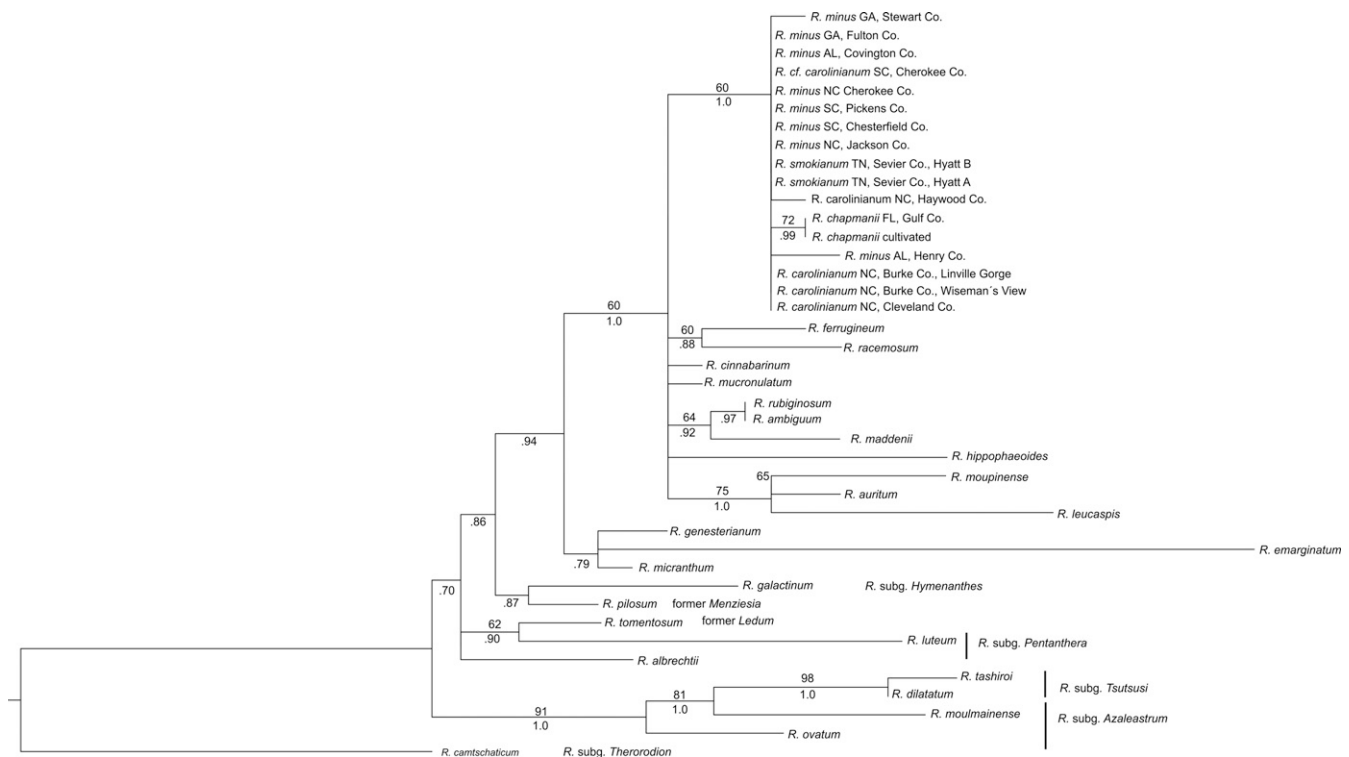 R. minus GA, Stewart Co.
R. minus GA, Fulton Co.
R. minus AL, Covington Co.
R. cf. carolinianum SC, Cherokee Co.
60
R. minus NC Cherokee Co.
1.0
R. minus SC, Pickens Co.
R. minus SC, Chesterfield Co.
R. minus NC, Jackson Co.
R. smokianum TN, Sevier Co., Hyatt B
R. smokianum TN, Sevier Co., Hyatt A
R. carolinianum NC, Haywood Co.
72 R. chapmanii FL, Gulf Co.
.99 R. chapmanii cultivated
R. minus AL, Henry Co.
R. carolinianum NC, Burke Co., Linville Gorge
R. carolinianum NC, Burke Co., Wiseman´s View
60 R. carolinianum NC, Cleveland Co.
1.0
60 R. ferrugineum
.88 R. racemosum
R. cinnabarinum
R. mucronulatum
R. rubiginosum
64 .97 R. ambiguum
.92 R. maddenii
.94
R. hippophaeoides
65 R. moupinense
75 R. auritum
1.0
R. leucaspis
.86
R. genesterianum
R. emarginatum
.79 R. micranthum
R. galactinum R. subg. Hymenanthes
.70
.87 R. pilosum former Menziesia
62 R. tomentosum former Ledum
.90 R. luteum R. subg. Pentanthera
R. albrechtii
98 R. tashiroi
1.0 R. dilatatum R. subg. Tsutsusi
81
1.0
91 R. moulmainense R. subg. Azaleastrum
1.0
R. ovatum
R. camtschaticum R. subg. Therorodion